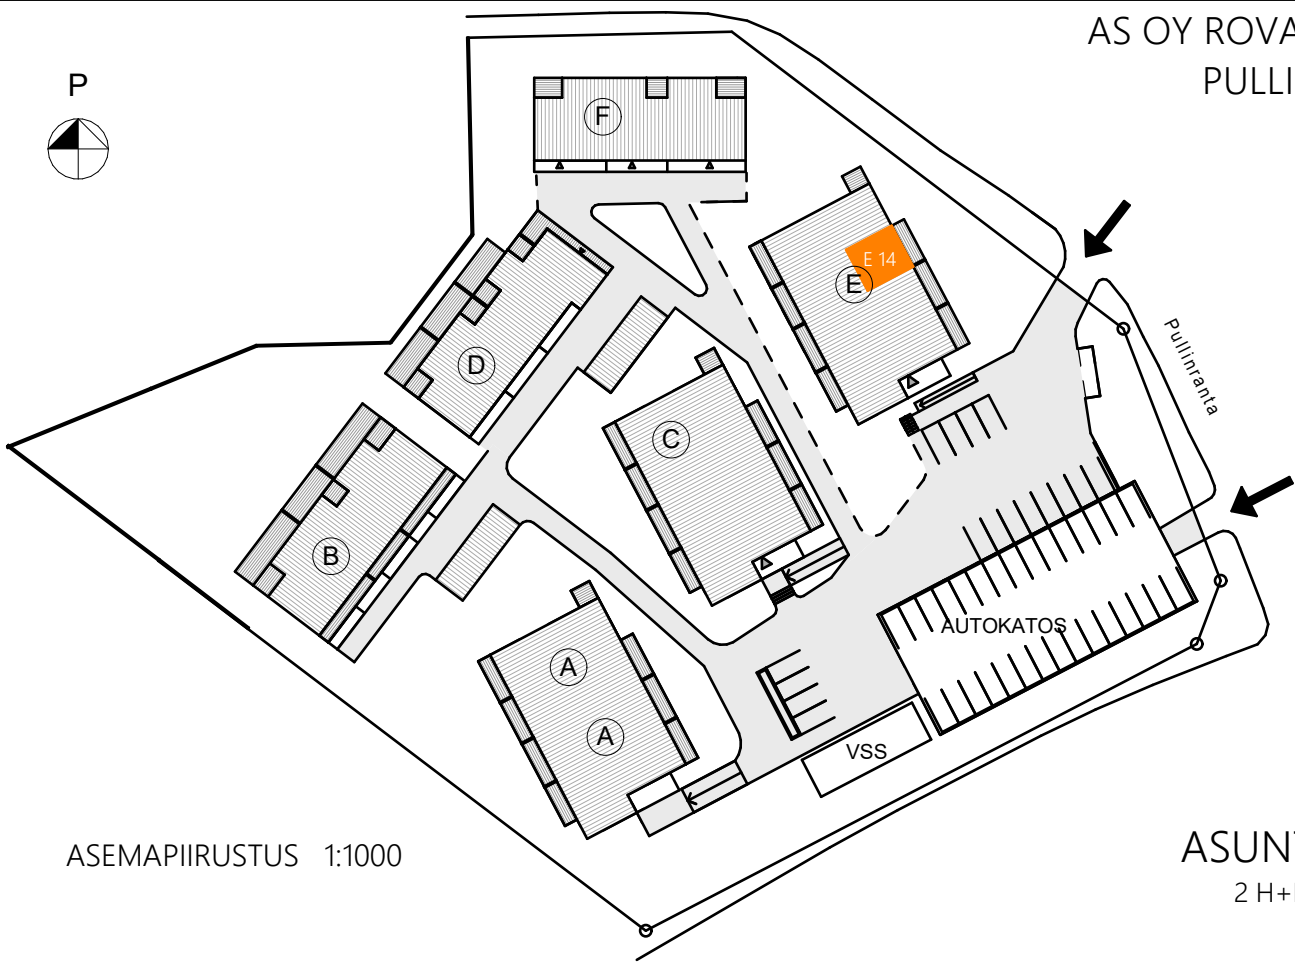 AS OY ROVA
PULLI
P
F
E 14
E
D
Pullinranta
C
B
AUTOKATOS
A
A
VSS
ASEMAPIIRUSTUS 1:1000
ASUN
2 H+